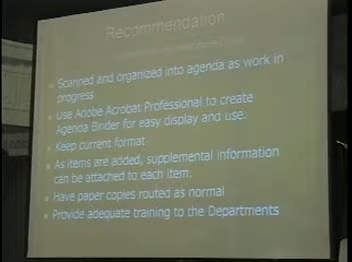 Recommendation
Scanned and organized into agenda as work in
progress
Use Adobe Acrobat Professional to create
Agenda Binder for easy display and use.
Keep current format
As items are added, supplemental information
can be attached to each item.
Have paper copies routed as normal
Provide adequate training to the Departments